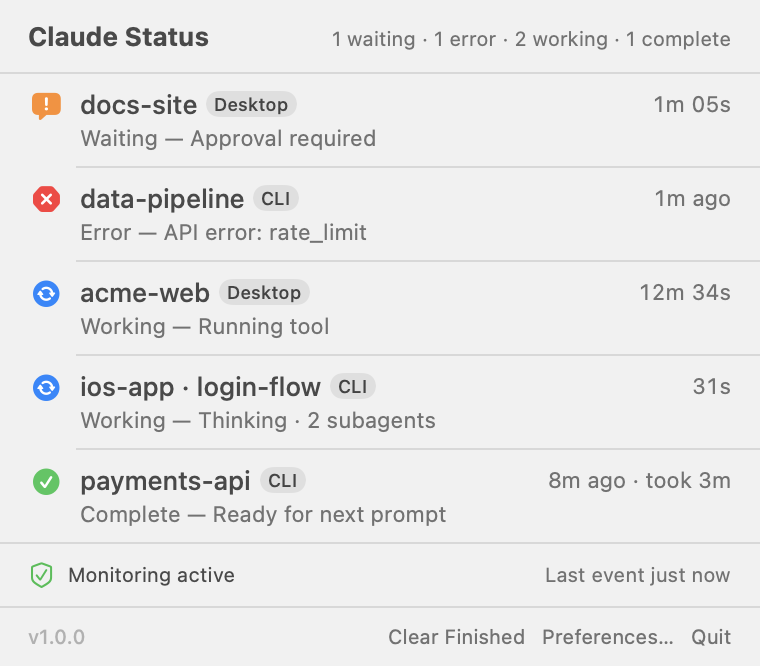 Claude Status
1 waiting · 1 error · 2 working · 1 complete
docs-site Desktop 1m 05s
Waiting — Approval required
data-pipeline CLI 1m ago
Error — API error: rate_limit
acme-web Desktop 12m 34s
Working — Running tool
ios-app · login-flow CLI 31s
Working — Thinking · 2 subagents
payments-api CLI 8m ago · took 3m
Complete — Ready for next prompt
Monitoring active Last event just now
v1.0.0 Clear Finished Preferences... Quit